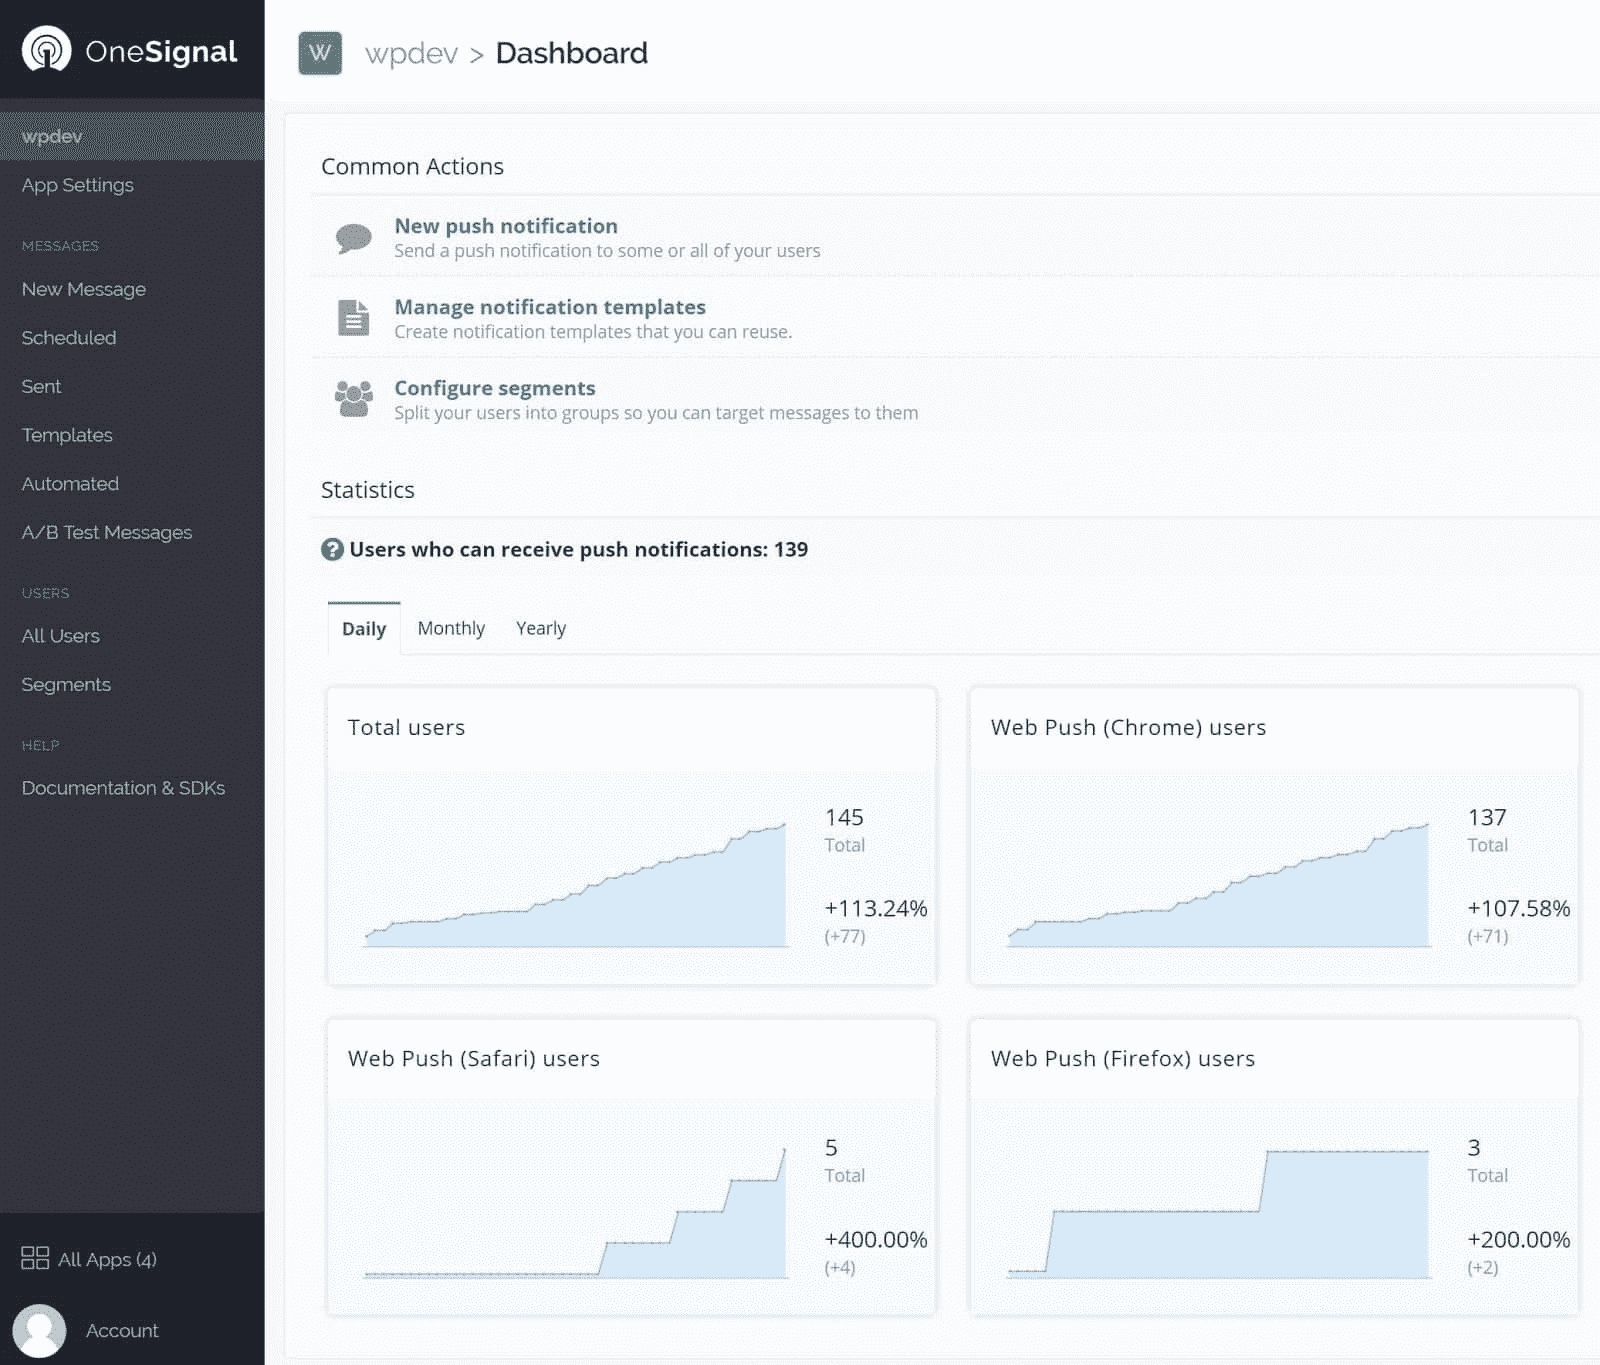 OneSignal
wpdev
App Settings
MESSAGES
New Message
Scheduled
Sent
Templates
Automated
A/B Test Messages
USERS
All Users
Segments
HELP
Documentation & SDKs
All Apps (4)
Account
W wpdev > Dashboard
Common Actions
New push notification
Send a push notification to some or all of your users
Manage notification templates
Create notification templates that you can reuse.
Configure segments
Split your users into groups so you can target messages to them
Statistics
? Users who can receive push notifications: 139
Daily Monthly Yearly
Total users
145
Total
+113.24%
(+77)
Web Push (Chrome) users
137
Total
+107.58%
(+71)
Web Push (Safari) users
5
Total
+400.00%
(+4)
Web Push (Firefox) users
3
Total
+200.00%
(+2)